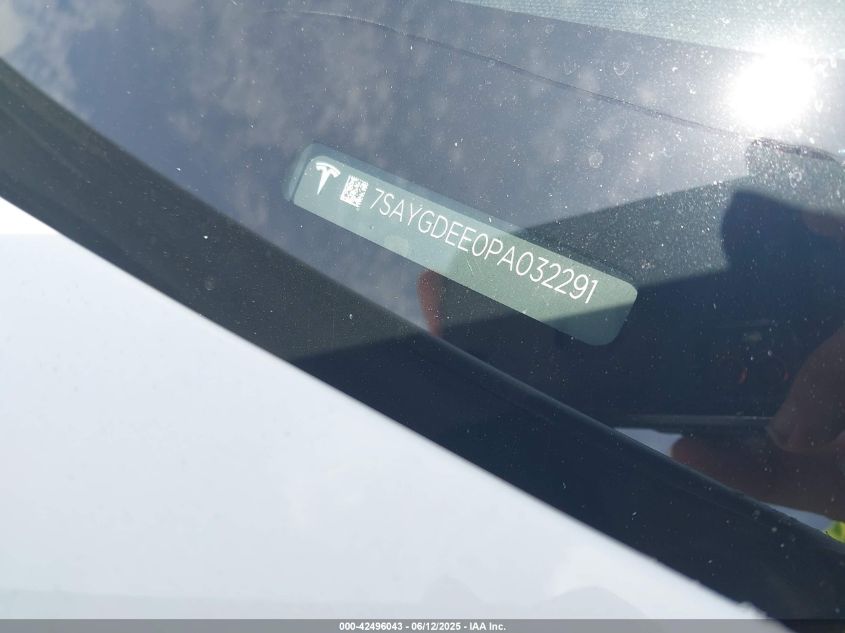 7SAYGDEE0PA032291
000-42496043 - 06/12/2025 - IAA Inc.